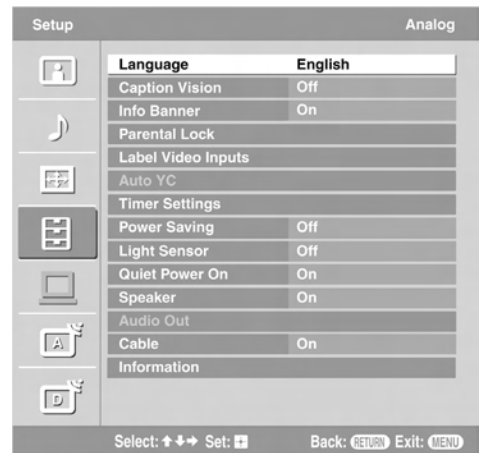 Setup Analog
Language English
Caption Vision Off
Info Banner On
Parental Lock
Label Video Inputs
Auto YC
Timer Settings
Power Saving Off
Light Sensor Off
Quiet Power On On
Speaker On
Audio Out
Cable On
Information
A
D
Select: Set: Back: RETURN Exit: MENU